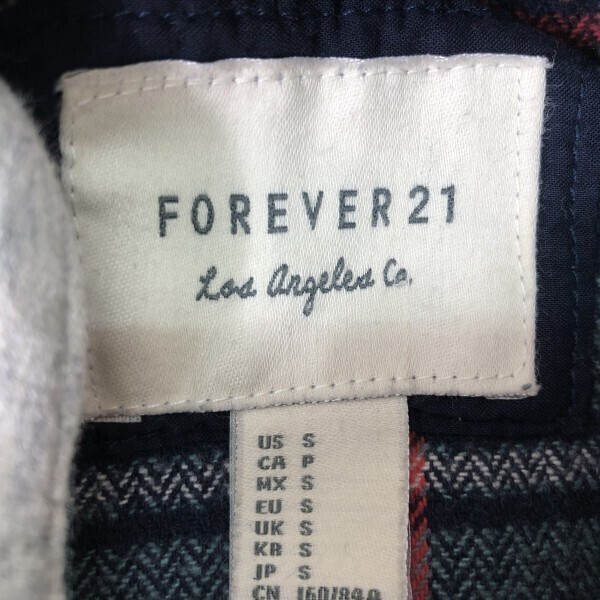 FOREVER 21
Los Angeles Co.
US S
CA P
MX S
EU S
UK S
KR S
JP S
CN 160/84A